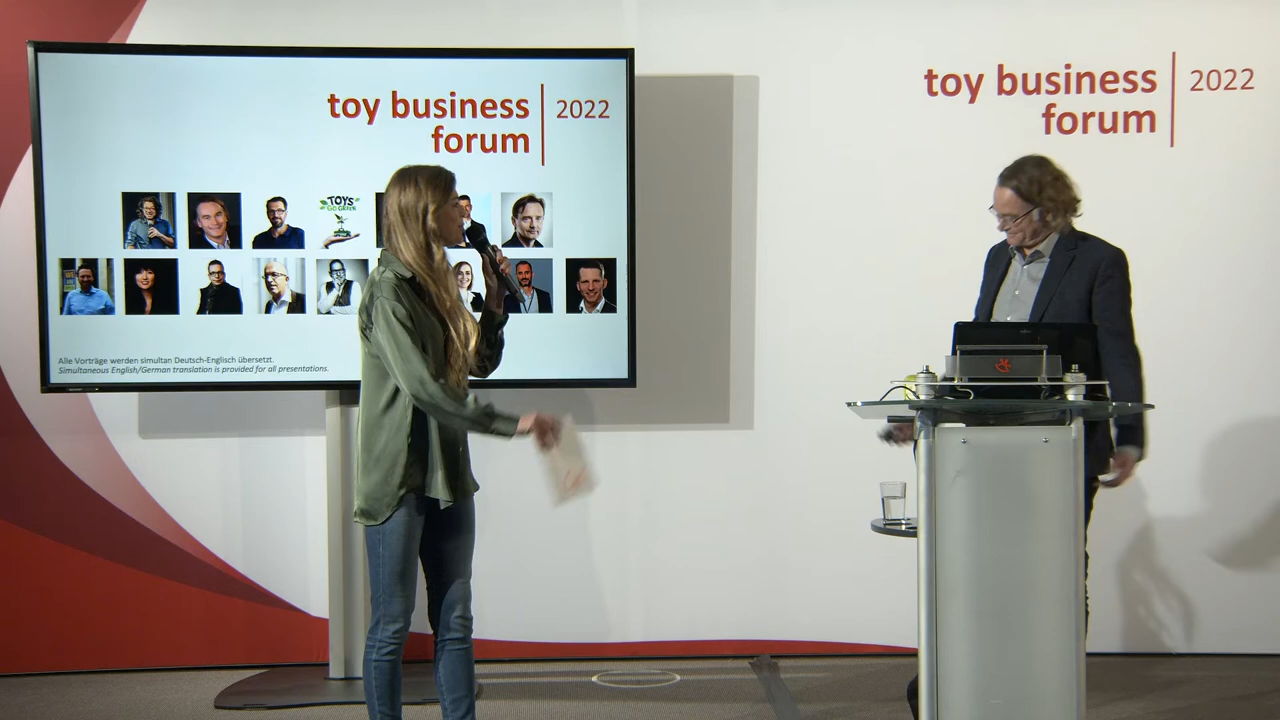 toy business
forum
2022
TOYS
GO GREEN
Alle Vorträge werden simultan Deutsch-Englisch übersetzt.
Simultaneous English/German translation is provided for all presentations.
toy business
forum
2022